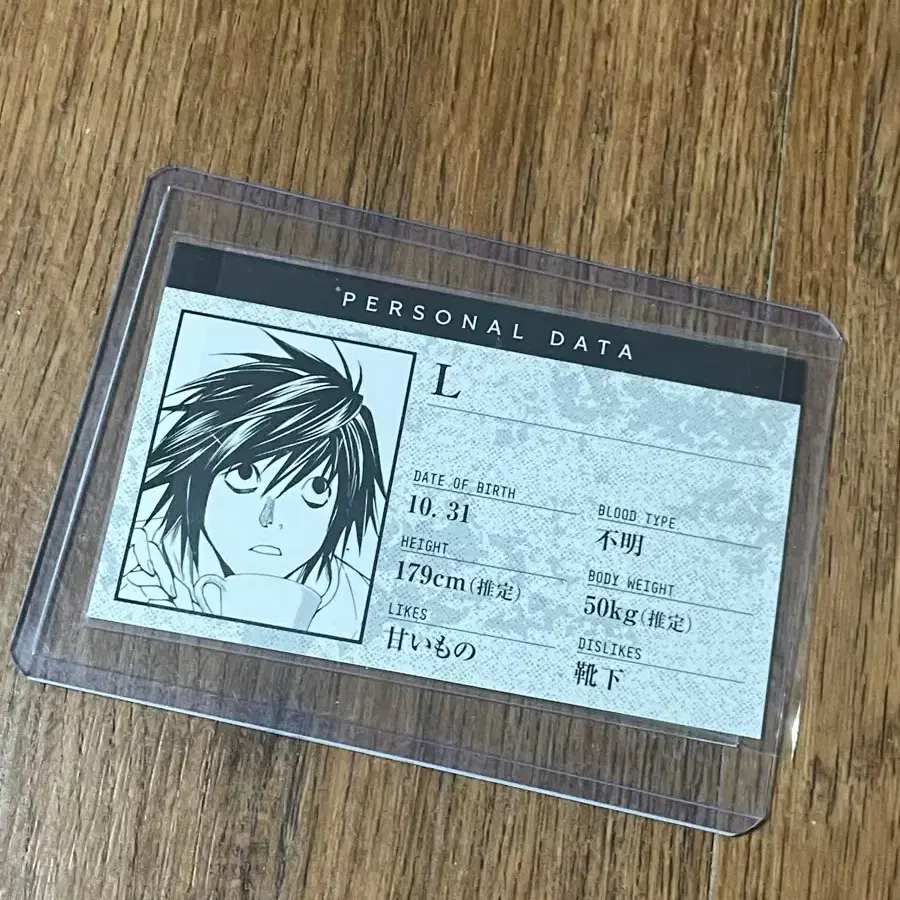 PERSONAL DATA
L
DATE OF BIRTH
10. 31
BLOOD TYPE
不明
HEIGHT
179cm(推定)
BODY WEIGHT
50kg(推定)
LIKES
甘いもの
DISLIKES
靴下